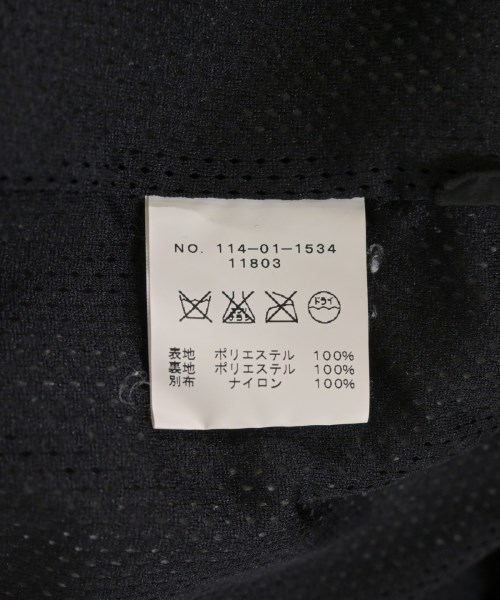 NO. 114-01-1534
11803
ドライ
表地 ポリエステル 100%
裏地 ポリエステル 100%
別布 ナイロン 100%